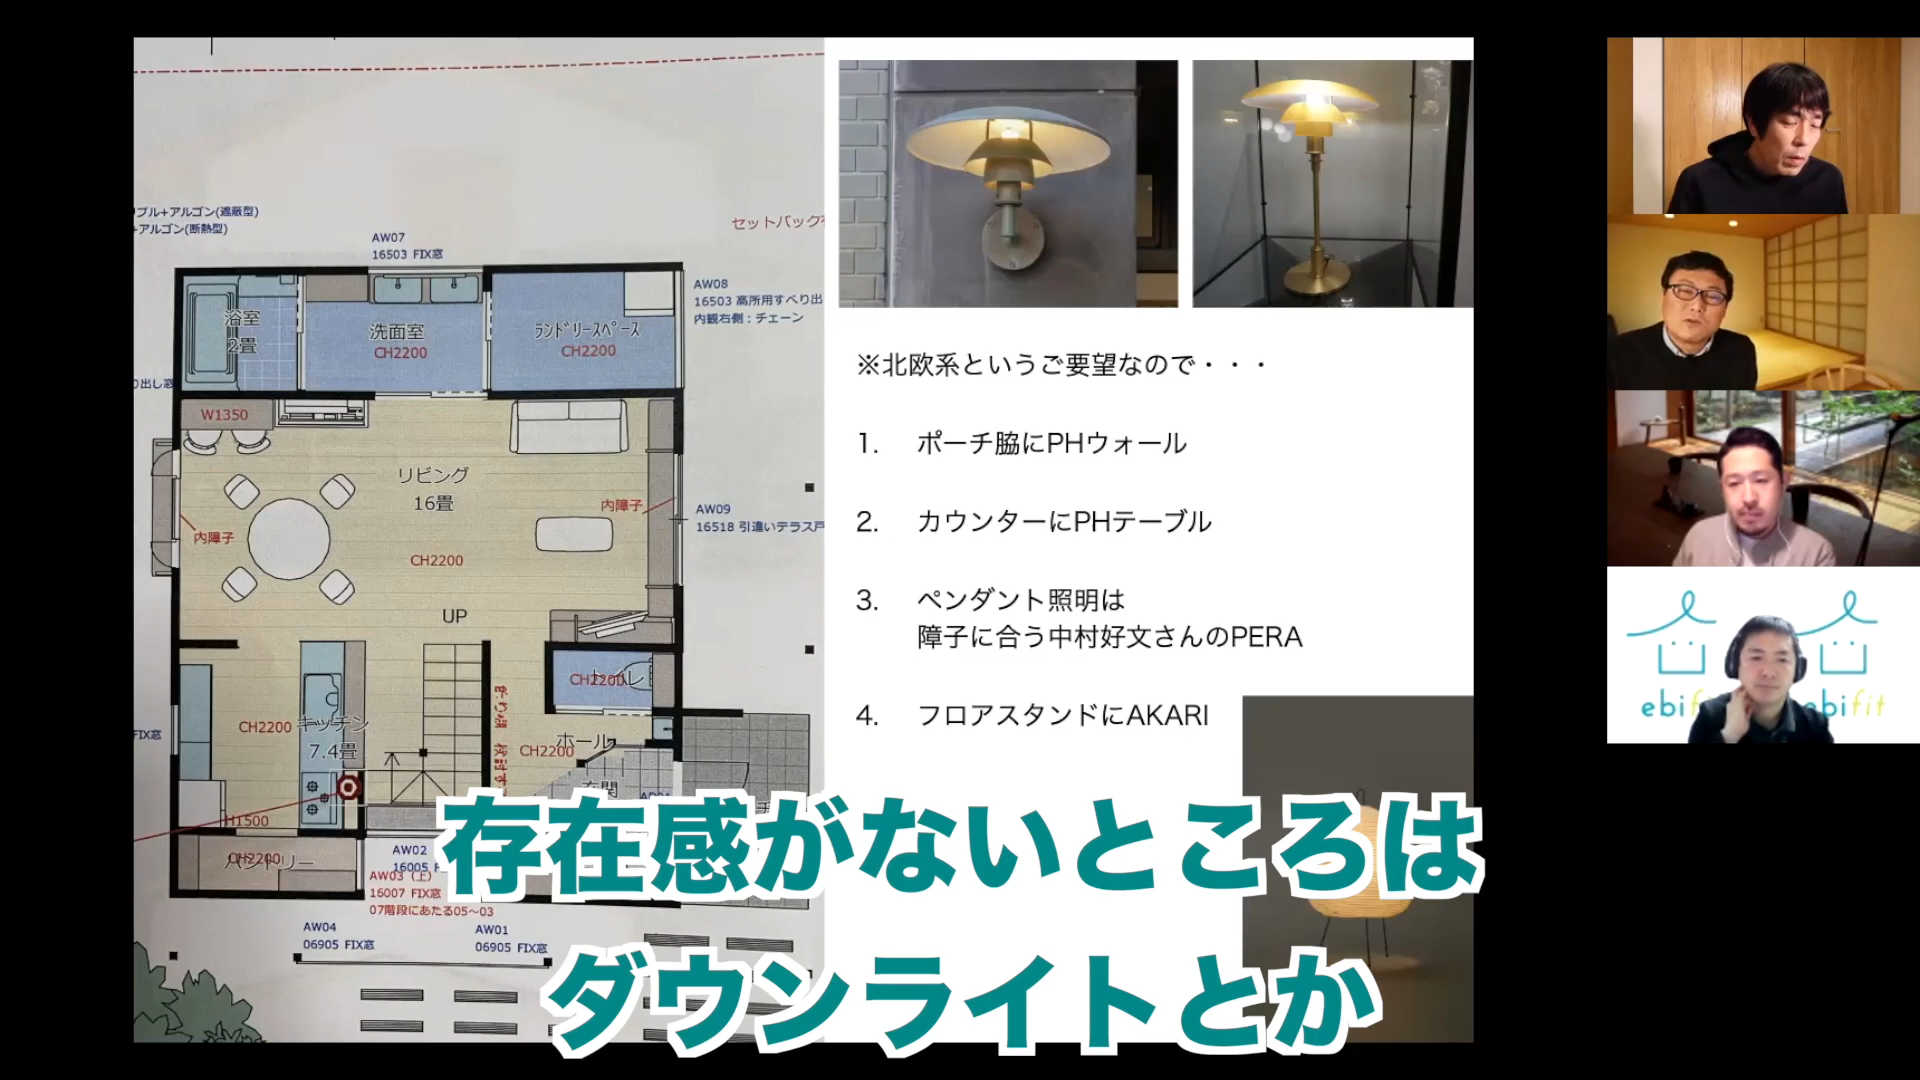 ブル+アルゴン(遮蔽型)
+アルゴン(断熱型)
AW07
16503 FIX窓
セットバック
AW08
16503 高所用すべり出
内観右側：チェーン
浴室
2畳
洗面室
CH2200
ﾗﾝﾄﾞﾘｰｽﾍﾟｰｽ
CH2200
り出し窓
W1350
リビング
16畳
内障子
AW09
16518 引違いテラス戸
内障子
CH2200
UP
トイレ
CH2200
CH2200
キッチン
7.4畳
FIX窓
CH2200
ホール
玄関
H1500
パントリー
CH2200
AW02
16005 F
AW03（上）
16007 FIX窓
07階段にあたる05〜03
AW04
06905 FIX窓
AW01
06905 FIX窓
※北欧系というご要望なので・・・
1. ポーチ脇にPHウォール
2. カウンターにPHテーブル
3. ペンダント照明は
障子に合う中村好文さんのPERA
4. フロアスタンドにAKARI
ebifit
ebifit
存在感がないところは
ダウンライトとか